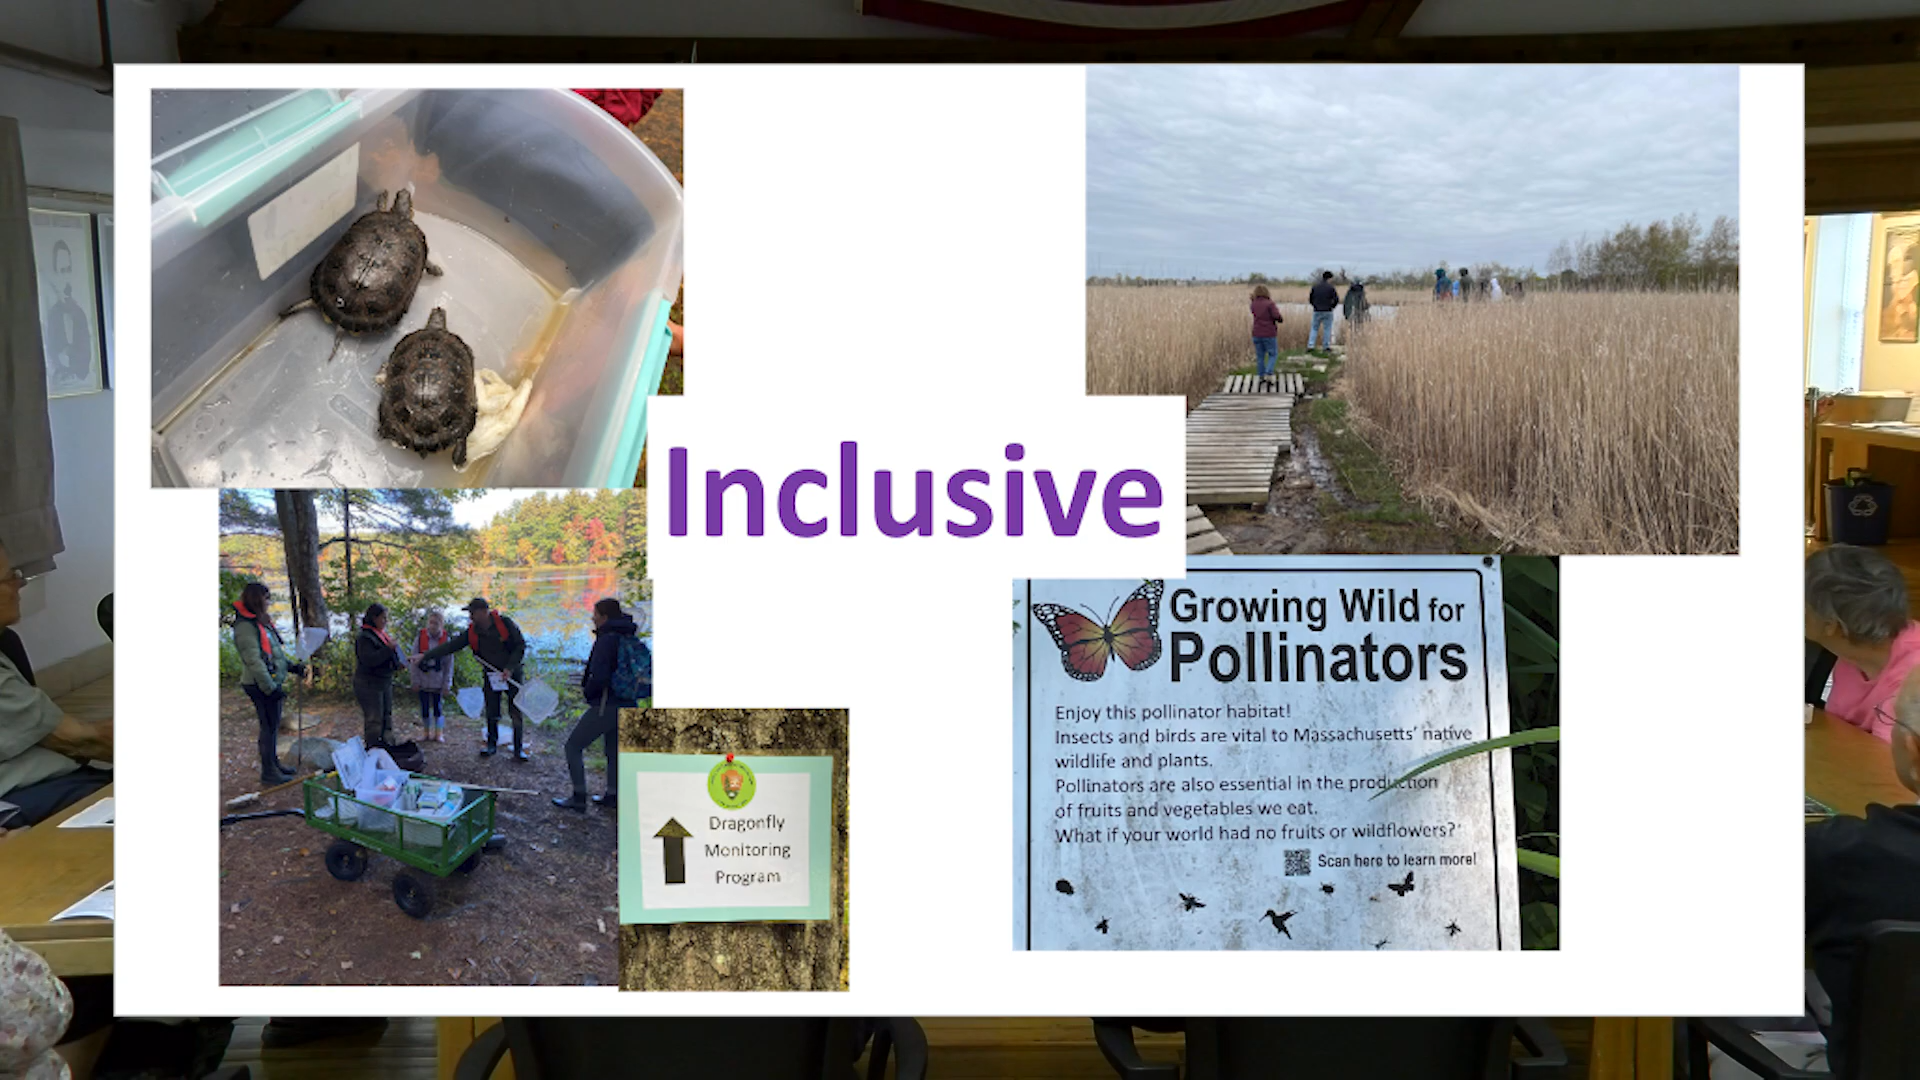 Inclusive
Growing Wild for
Pollinators
Enjoy this pollinator habitat!
Insects and birds are vital to Massachusetts' native
wildlife and plants.
Pollinators are also essential in the production
of fruits and vegetables we eat.
What if your world had no fruits or wildflowers?
Scan here to learn more!
Dragonfly
Monitoring
Program